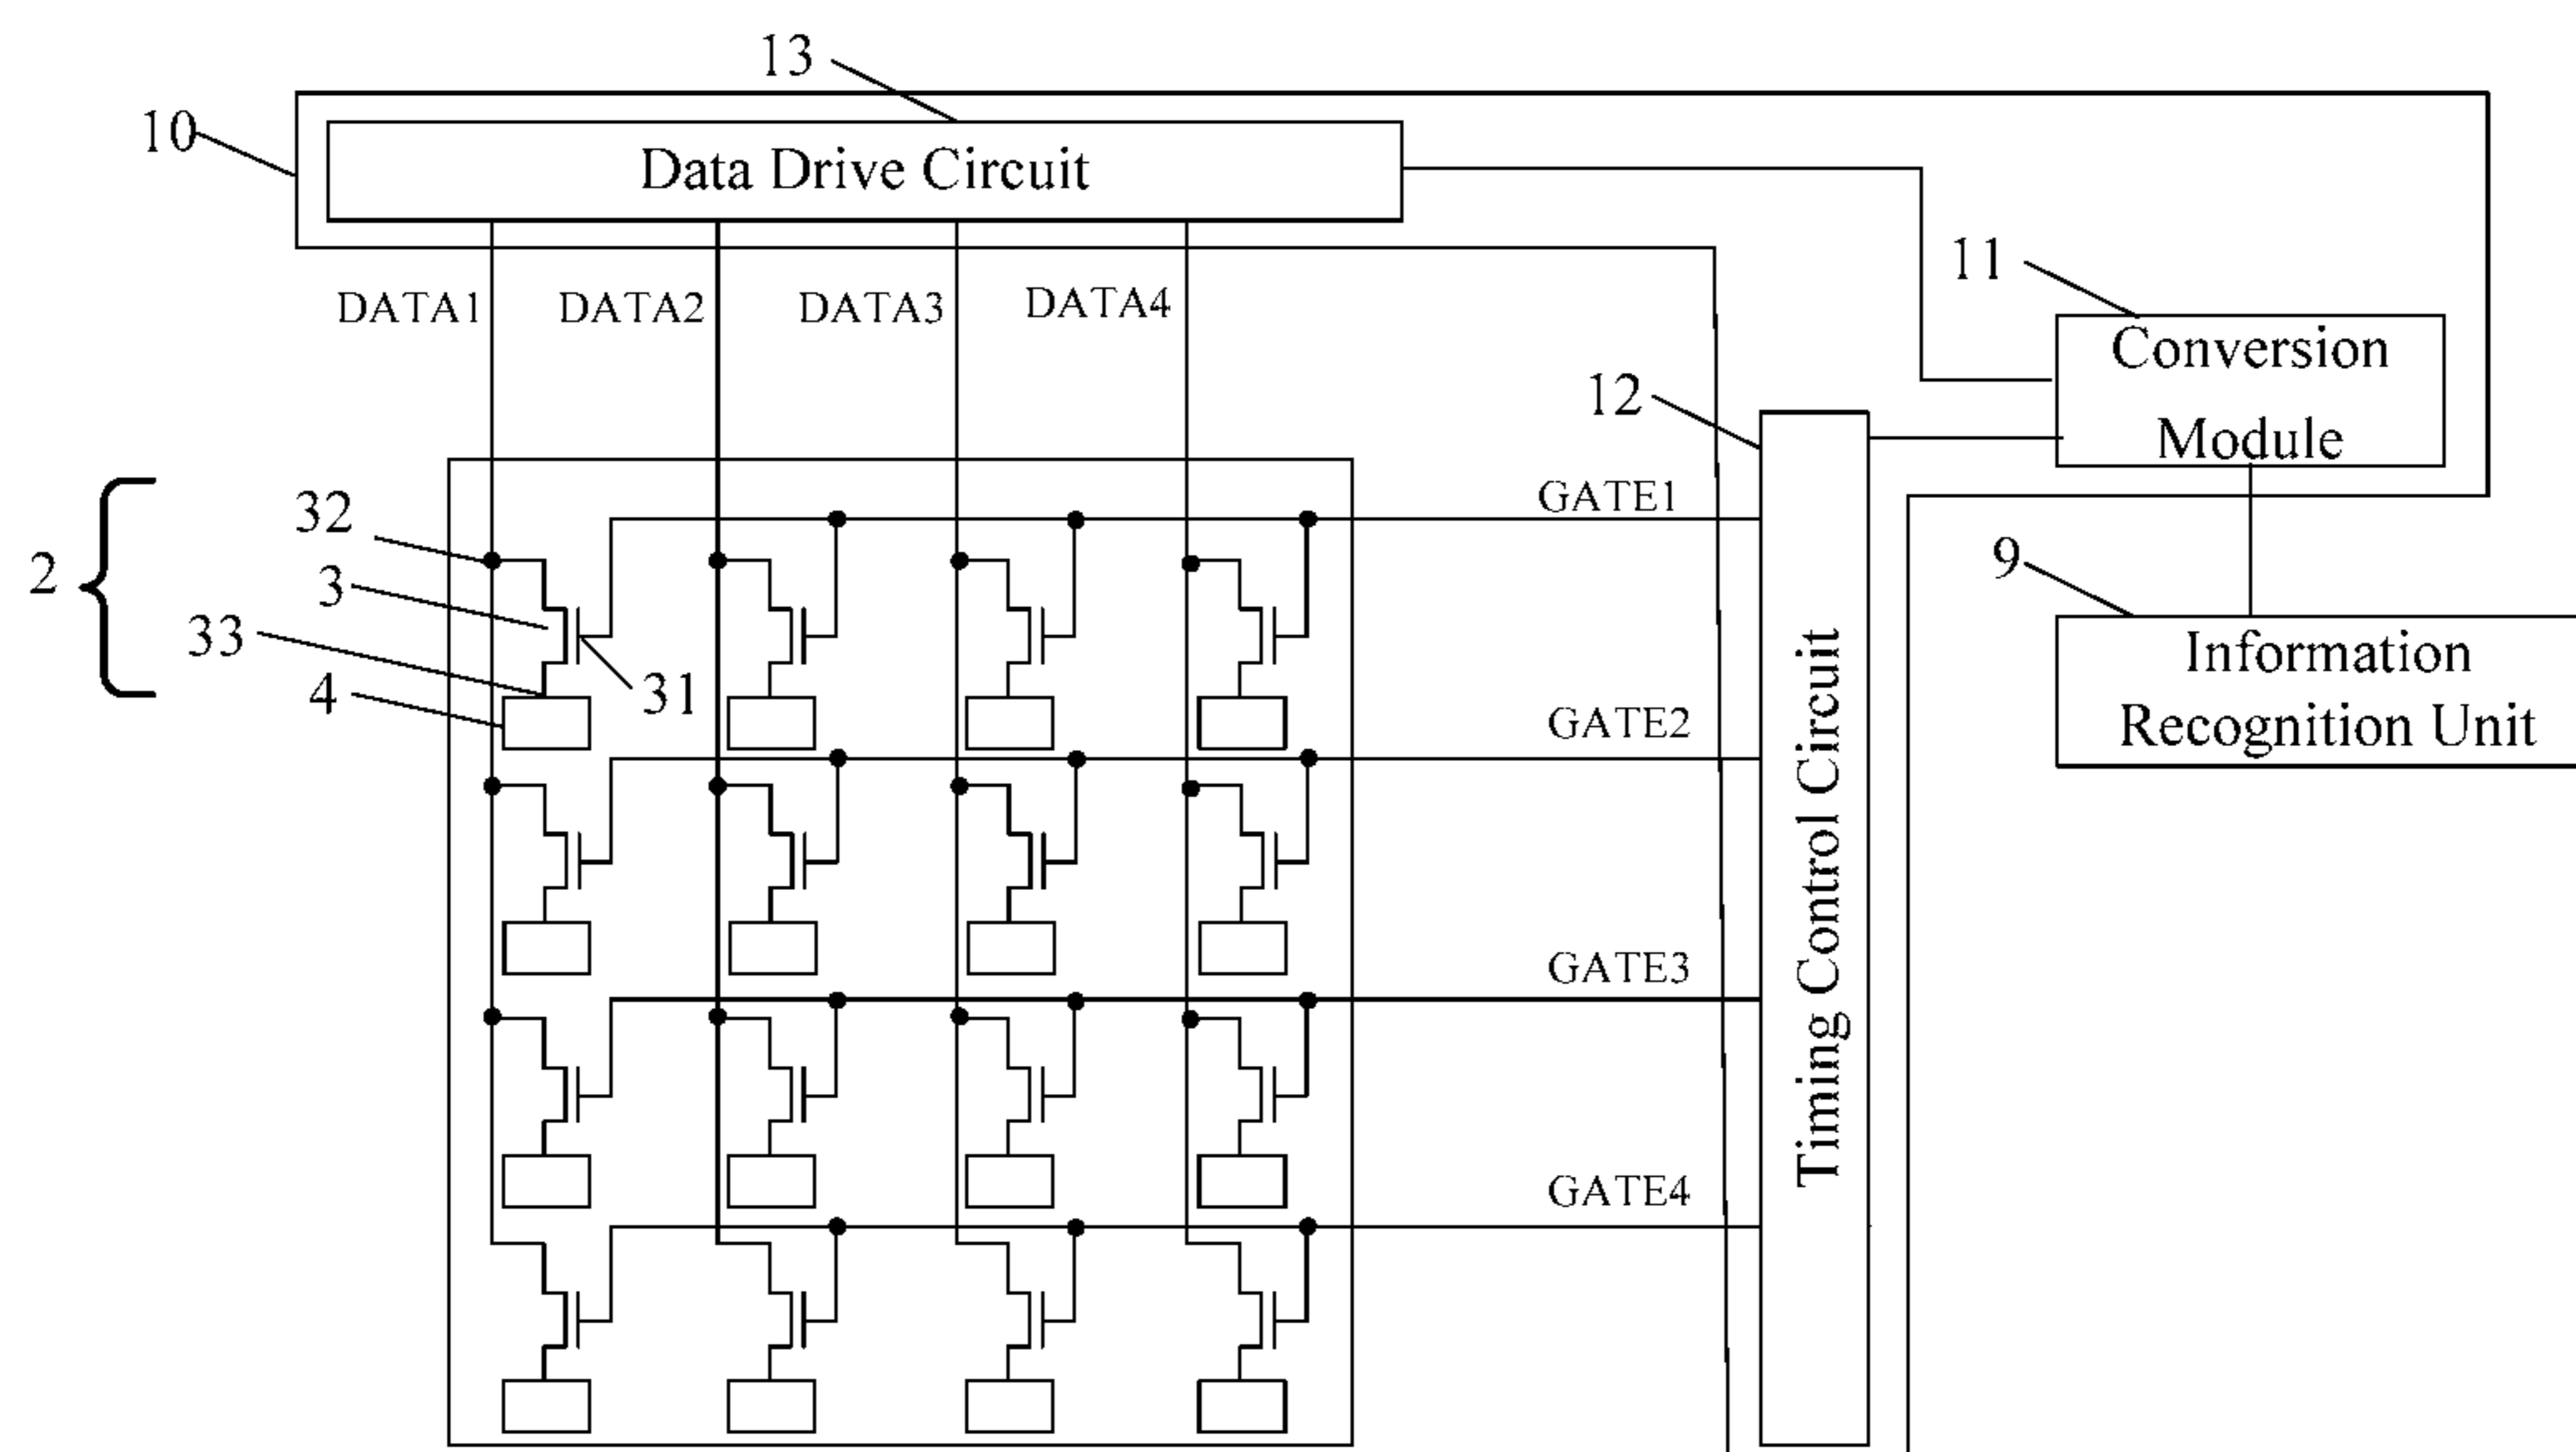 13
10
Data Drive Circuit
11
DATA1
DATA2
DATA3
DATA4
Conversion
Module
12
GATE1
32
2
3
33
4
31
9
Information
Recognition Unit
GATE2
Timing Control Circuit
GATE3
GATE4